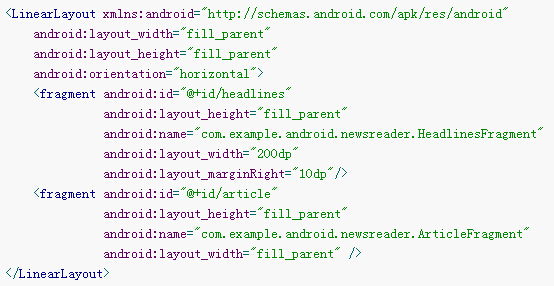 <LinearLayout xmlns:android="http://schemas.android.com/apk/res/android"
    android:layout_width="fill_parent"
    android:layout_height="fill_parent"
    android:orientation="horizontal">
    <fragment android:id="@+id/headlines"
              android:layout_height="fill_parent"
              android:name="com.example.android.newsreader.HeadlinesFragment"
              android:layout_width="200dp"
              android:layout_marginRight="10dp"/>
    <fragment android:id="@+id/article"
              android:layout_height="fill_parent"
              android:name="com.example.android.newsreader.ArticleFragment"
              android:layout_width="fill_parent" />
</LinearLayout>